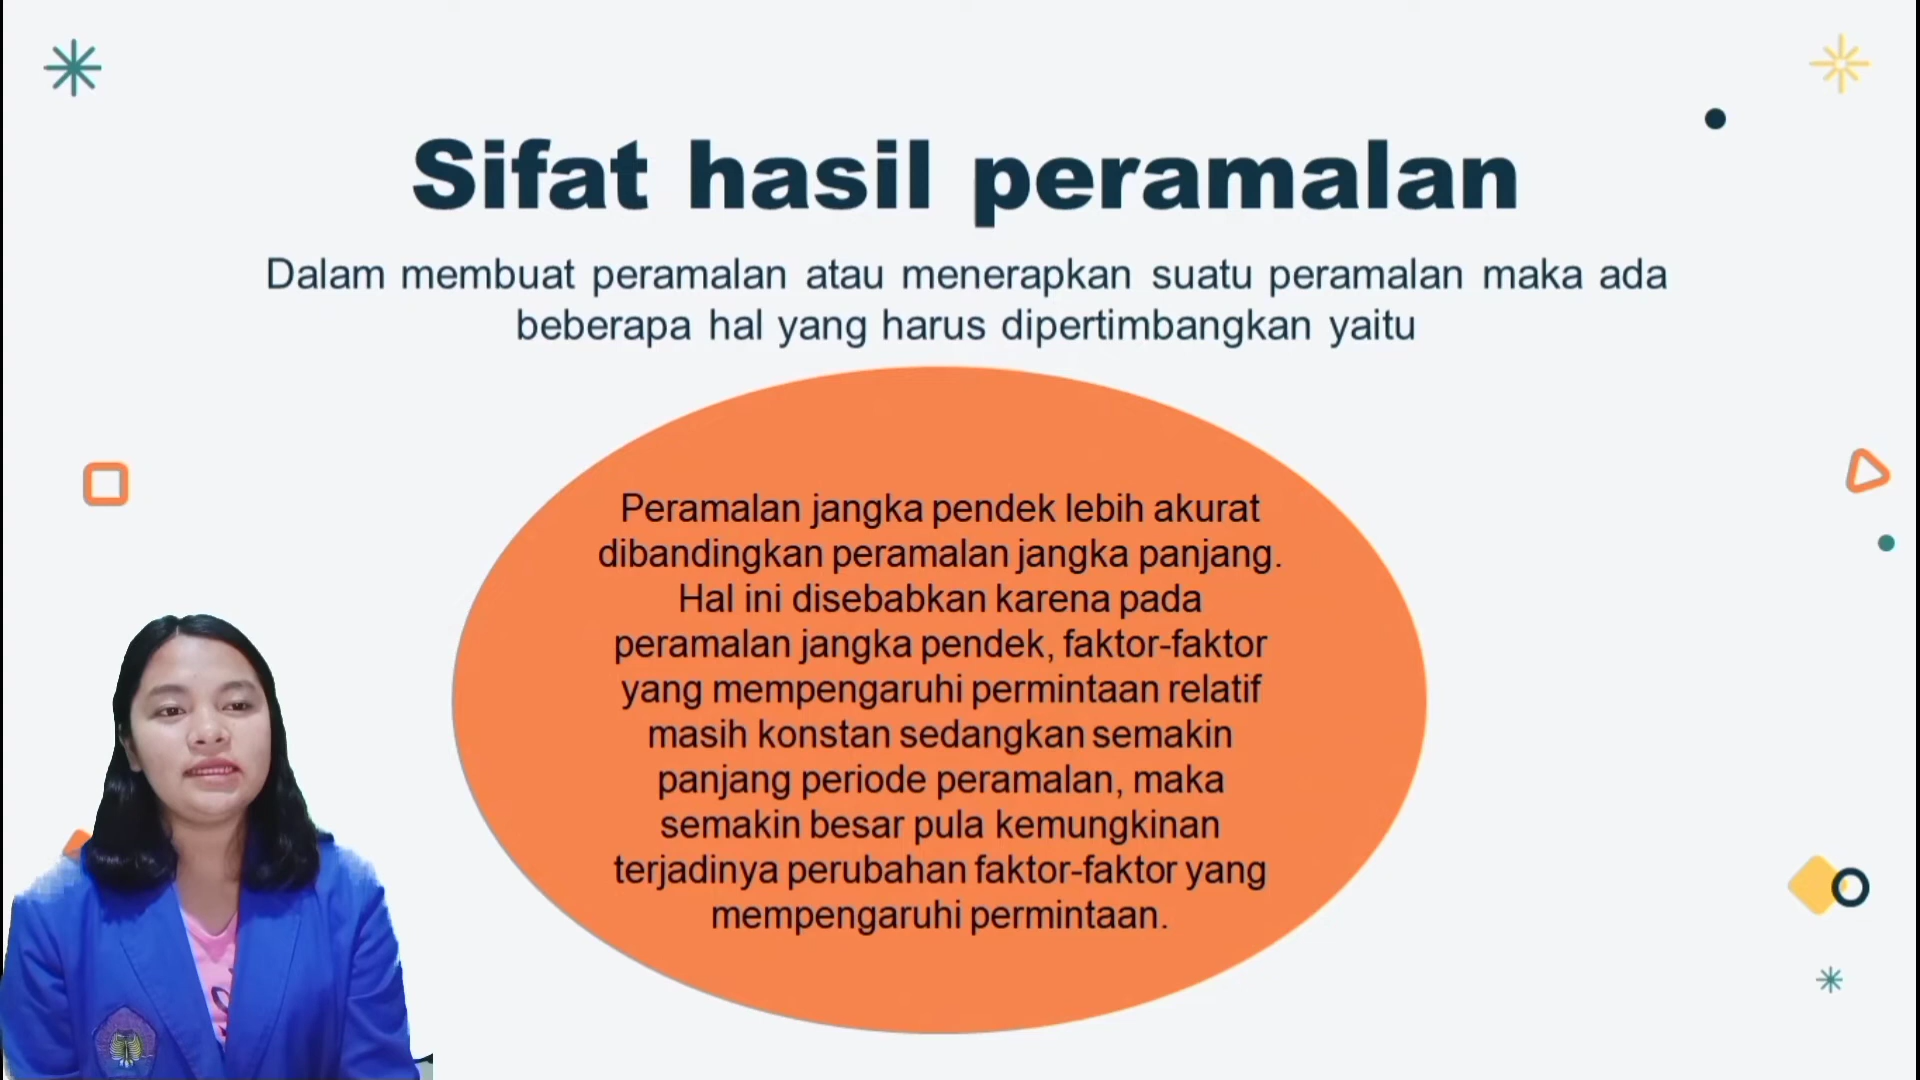 Sifat hasil peramalan
Dalam membuat peramalan atau menerapkan suatu peramalan maka ada
beberapa hal yang harus dipertimbangkan yaitu
Peramalan jangka pendek lebih akurat
dibandingkan peramalan jangka panjang.
Hal ini disebabkan karena pada
peramalan jangka pendek, faktor-faktor
yang mempengaruhi permintaan relatif
masih konstan sedangkan semakin
panjang periode peramalan, maka
semakin besar pula kemungkinan
terjadinya perubahan faktor-faktor yang
mempengaruhi permintaan.